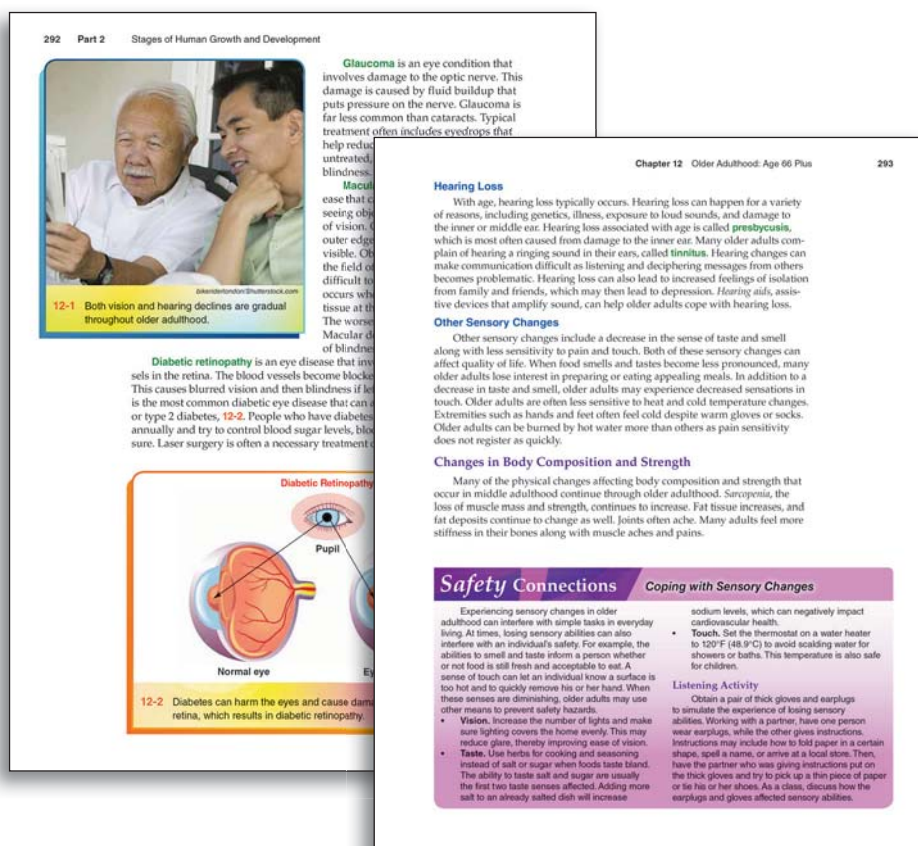 292 Part 2 Stages of Human Growth and Development
Glaucoma is an eye condition that
involves damage to the optic nerve. This
damage is caused by fluid buildup that
puts pressure on the nerve. Glaucoma is
far less common than cataracts. Typical
treatment often includes eyedrops that
help reduc
untreated,
blindness.
Macul
ease that c
seeing obj
of vision.
outer edge
visible. Ob
the field of
difficult to
occurs whe
tissue at th
The worse
Macular d
of blindne
bikeriderlondon/Shutterstock.com
12-1 Both vision and hearing declines are gradual
throughout older adulthood.
Diabetic retinopathy is an eye disease that inv
sels in the retina. The blood vessels become blocke
This causes blurred vision and then blindness if le
is the most common diabetic eye disease that can a
or type 2 diabetes, 12-2. People who have diabetes
annually and try to control blood sugar levels, bloo
sure. Laser surgery is often a necessary treatment
Diabetic Retinopathy
Pupil
Normal eye
Ey
12-2 Diabetes can harm the eyes and cause dama
retina, which results in diabetic retinopathy.
Chapter 12 Older Adulthood: Age 66 Plus 293
Hearing Loss
With age, hearing loss typically occurs. Hearing loss can happen for a variety
of reasons, including genetics, illness, exposure to loud sounds, and damage to
the inner or middle ear. Hearing loss associated with age is called presbycusis,
which is most often caused from damage to the inner ear. Many older adults com-
plain of hearing a ringing sound in their ears, called tinnitus. Hearing changes can
make communication difficult as listening and deciphering messages from others
becomes problematic. Hearing loss can also lead to increased feelings of isolation
from family and friends, which may then lead to depression. Hearing aids, assis-
tive devices that amplify sound, can help older adults cope with hearing loss.
Other Sensory Changes
Other sensory changes include a decrease in the sense of taste and smell
along with less sensitivity to pain and touch. Both of these sensory changes can
affect quality of life. When food smells and tastes become less pronounced, many
older adults lose interest in preparing or eating appealing meals. In addition to a
decrease in taste and smell, older adults may experience decreased sensations in
touch. Older adults are often less sensitive to heat and cold temperature changes.
Extremities such as hands and feet often feel cold despite warm gloves or socks.
Older adults can be burned by hot water more than others as pain sensitivity
does not register as quickly.
Changes in Body Composition and Strength
Many of the physical changes affecting body composition and strength that
occur in middle adulthood continue through older adulthood. Sarcopenia, the
loss of muscle mass and strength, continues to increase. Fat tissue increases, and
fat deposits continue to change as well. Joints often ache. Many adults feel more
stiffness in their bones along with muscle aches and pains.
Safety Connections Coping with Sensory Changes
Experiencing sensory changes in older
adulthood can interfere with simple tasks in everyday
living. At times, losing sensory abilities can also
interfere with an individual's safety. For example, the
abilities to smell and taste inform a person whether
or not food is still fresh and acceptable to eat. A
sense of touch can let an individual know a surface is
too hot and to quickly remove his or her hand. When
these senses are diminishing, older adults may use
other means to prevent safety hazards.
• Vision. Increase the number of lights and make
sure lighting covers the home evenly. This may
reduce glare, thereby improving ease of vision.
• Taste. Use herbs for cooking and seasoning
instead of salt or sugar when foods taste bland.
The ability to taste salt and sugar are usually
the first two taste senses affected. Adding more
salt to an already salted dish will increase
sodium levels, which can negatively impact
cardiovascular health.
• Touch. Set the thermostat on a water heater
to 120°F (48.9°C) to avoid scalding water for
showers or baths. This temperature is also safe
for children.
Listening Activity
Obtain a pair of thick gloves and earplugs
to simulate the experience of losing sensory
abilities. Working with a partner, have one person
wear earplugs, while the other gives instructions.
Instructions may include how to fold paper in a certain
shape, spell a name, or arrive at a local store. Then,
have the partner who was giving instructions put on
the thick gloves and try to pick up a thin piece of paper
or tie his or her shoes. As a class, discuss how the
earplugs and gloves affected sensory abilities.